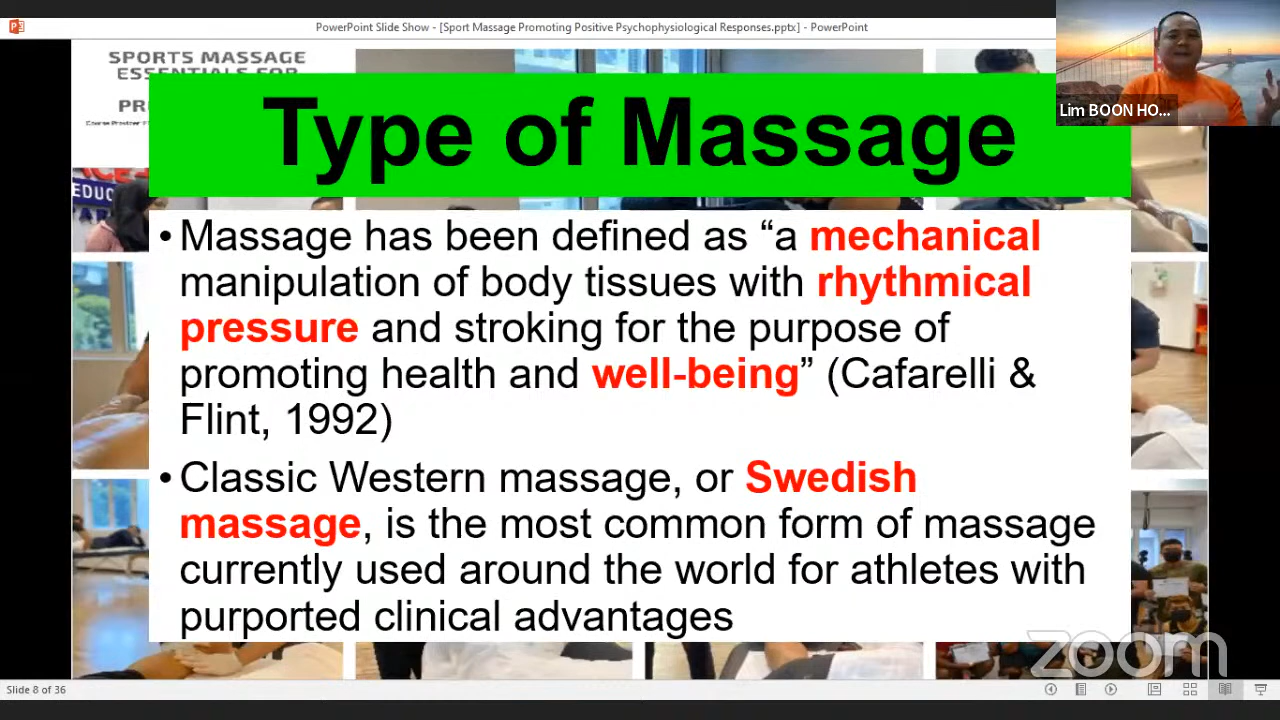 PowerPoint Slide Show - [Sport Massage Promoting Positive Psychophysiological Responses.pptx] - PowerPoint
SPORTS MASSAGE
ESSENTIALS FOR
Lim BOON HO...
Type of Massage
• Massage has been defined as “a mechanical
manipulation of body tissues with rhythmical
pressure and stroking for the purpose of
promoting health and well-being” (Cafarelli &
Flint, 1992)
• Classic Western massage, or Swedish
massage, is the most common form of massage
currently used around the world for athletes with
purported clinical advantages
zoom
Slide 8 of 36